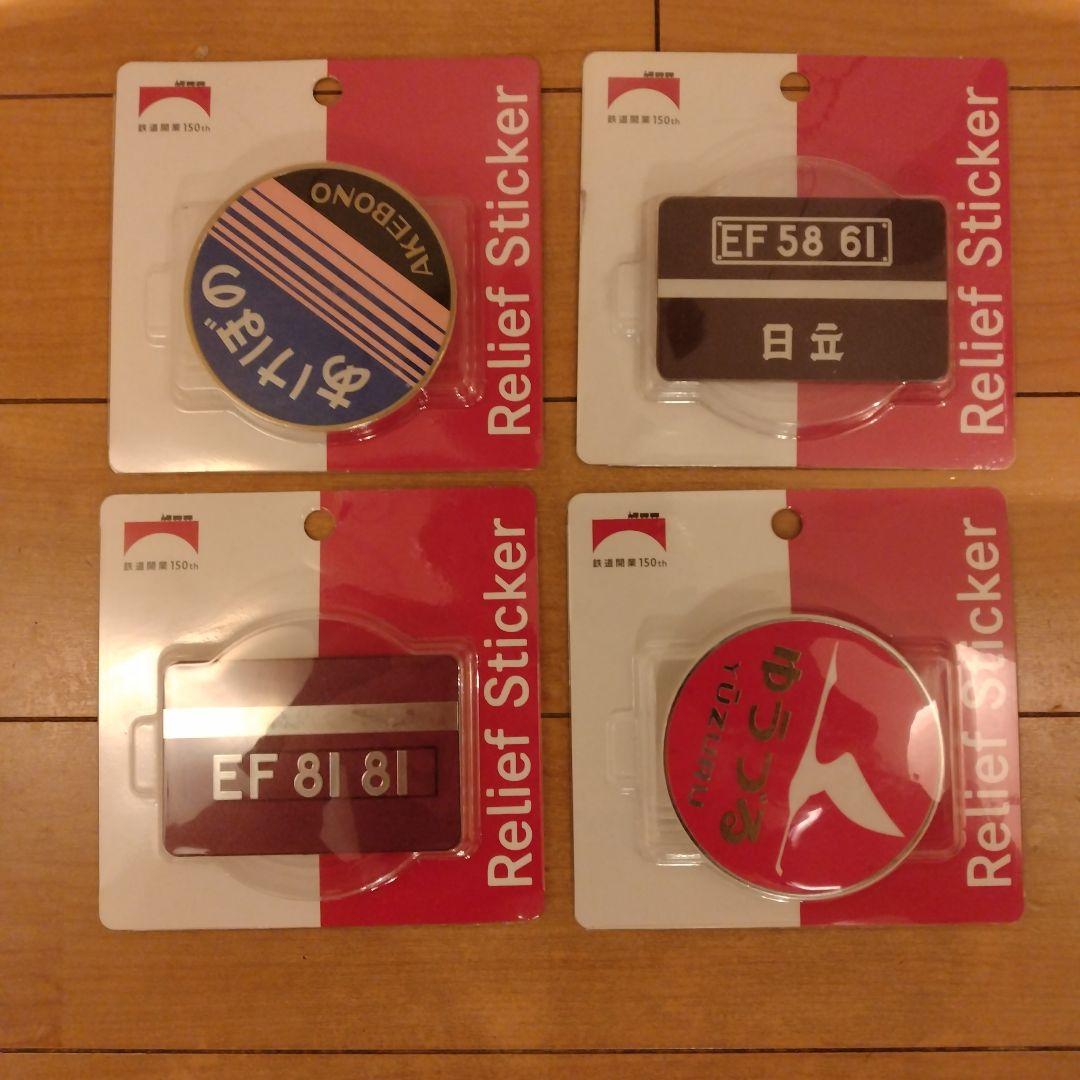 鉄道開業150th
Relief Sticker
AKEBONO
あけぼの
鉄道開業150th
Relief Sticker
EF 58 61
日立
鉄道開業150th
Relief Sticker
EF 81 81
鉄道開業150th
Relief Sticker
ゆうづる
YŪZURU